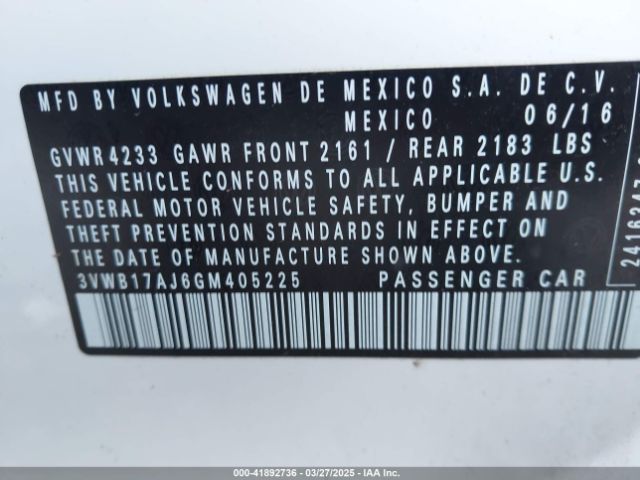 MFD BY VOLKSWAGEN DE MEXICO S.A. DE C.V.
MEXICO 06/16
GVWR 4233 GAWR FRONT 2161 / REAR 2183 LBS
THIS VEHICLE CONFORMS TO ALL APPLICABLE U.S.
FEDERAL MOTOR VEHICLE SAFETY, BUMPER AND
THEFT PREVENTION STANDARDS IN EFFECT ON
THE DATE OF MANUFACTURE SHOWN ABOVE.
3VWB17AJ6GM405225 PASSENGER CAR
000-41892736 - 03/27/2025 - IAA Inc.